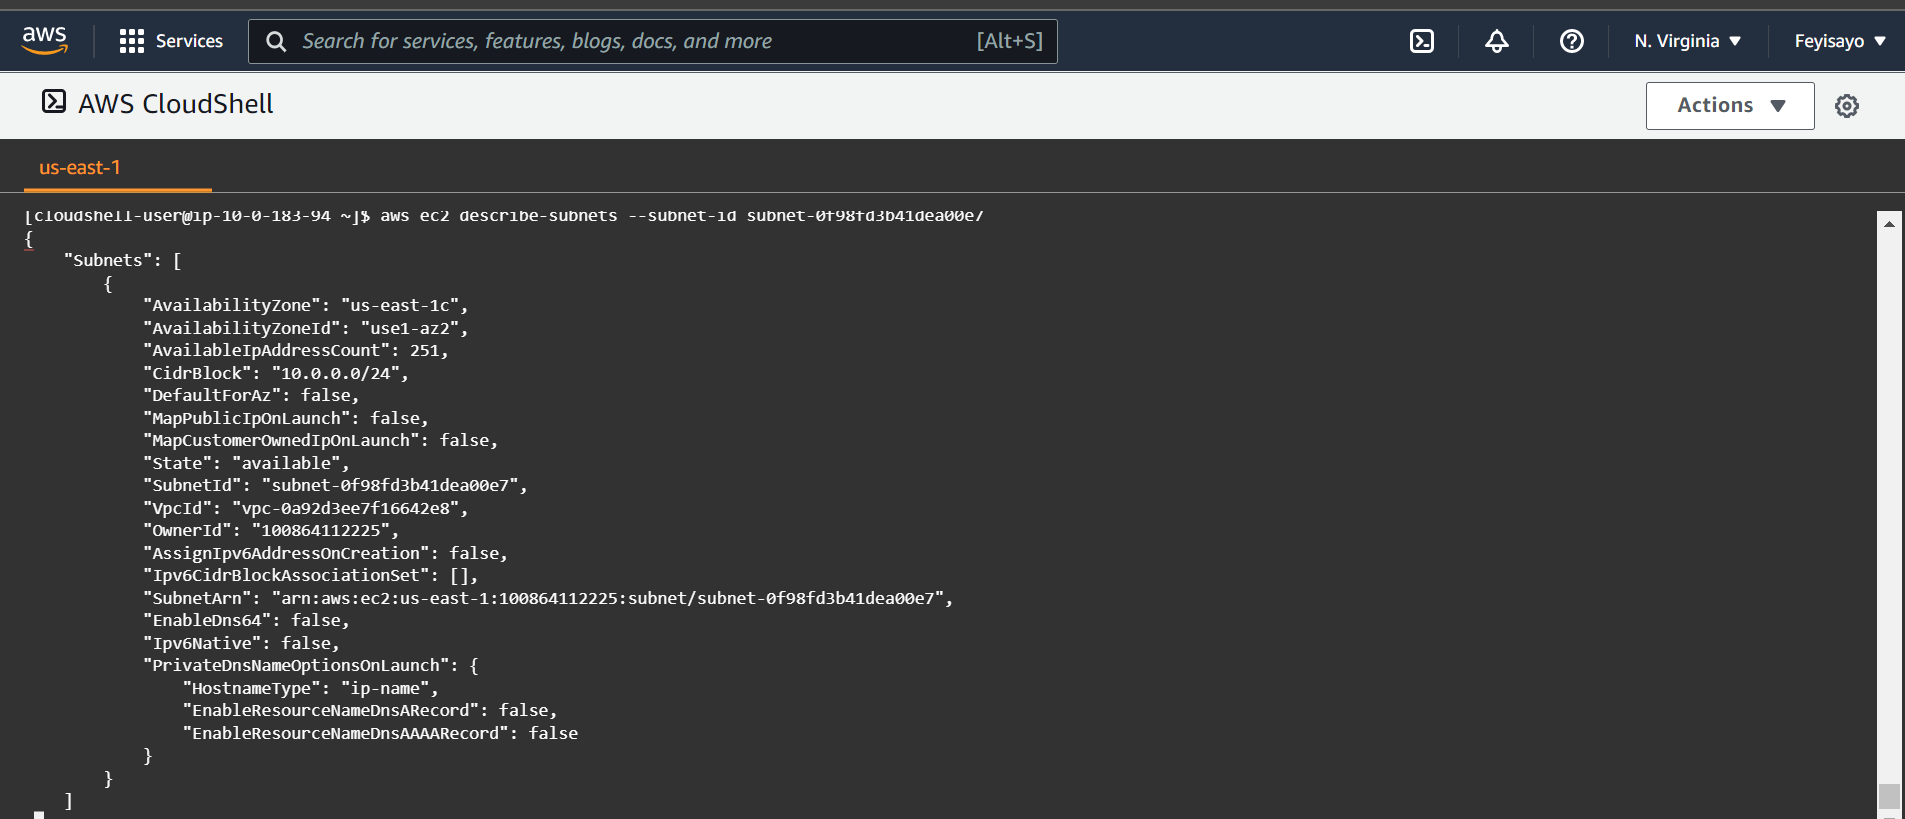 aws Services Search for services, features, blogs, docs, and more [Alt+S] N. Virginia Feyisayo
AWS CloudShell Actions
us-east-1
[cloudshell-user@ip-10-0-183-94 ~]$ aws ec2 describe-subnets --subnet-id subnet-0f98fd3b41dea00e7
{
    "Subnets": [
        {
            "AvailabilityZone": "us-east-1c",
            "AvailabilityZoneId": "use1-az2",
            "AvailableIpAddressCount": 251,
            "CidrBlock": "10.0.0.0/24",
            "DefaultForAz": false,
            "MapPublicIpOnLaunch": false,
            "MapCustomerOwnedIpOnLaunch": false,
            "State": "available",
            "SubnetId": "subnet-0f98fd3b41dea00e7",
            "VpcId": "vpc-0a92d3ee7f16642e8",
            "OwnerId": "100864112225",
            "AssignIpv6AddressOnCreation": false,
            "Ipv6CidrBlockAssociationSet": [],
            "SubnetArn": "arn:aws:ec2:us-east-1:100864112225:subnet/subnet-0f98fd3b41dea00e7",
            "EnableDns64": false,
            "Ipv6Native": false,
            "PrivateDnsNameOptionsOnLaunch": {
                "HostnameType": "ip-name",
                "EnableResourceNameDnsARecord": false,
                "EnableResourceNameDnsAAAARecord": false
            }
        }
    ]